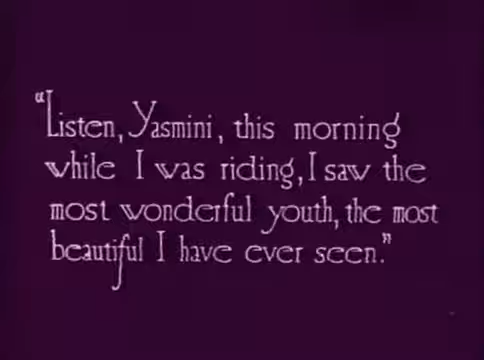 “Listen, Yasmini, this morning
while I was riding, I saw the
most wonderful youth, the most
beautiful I have ever seen.”